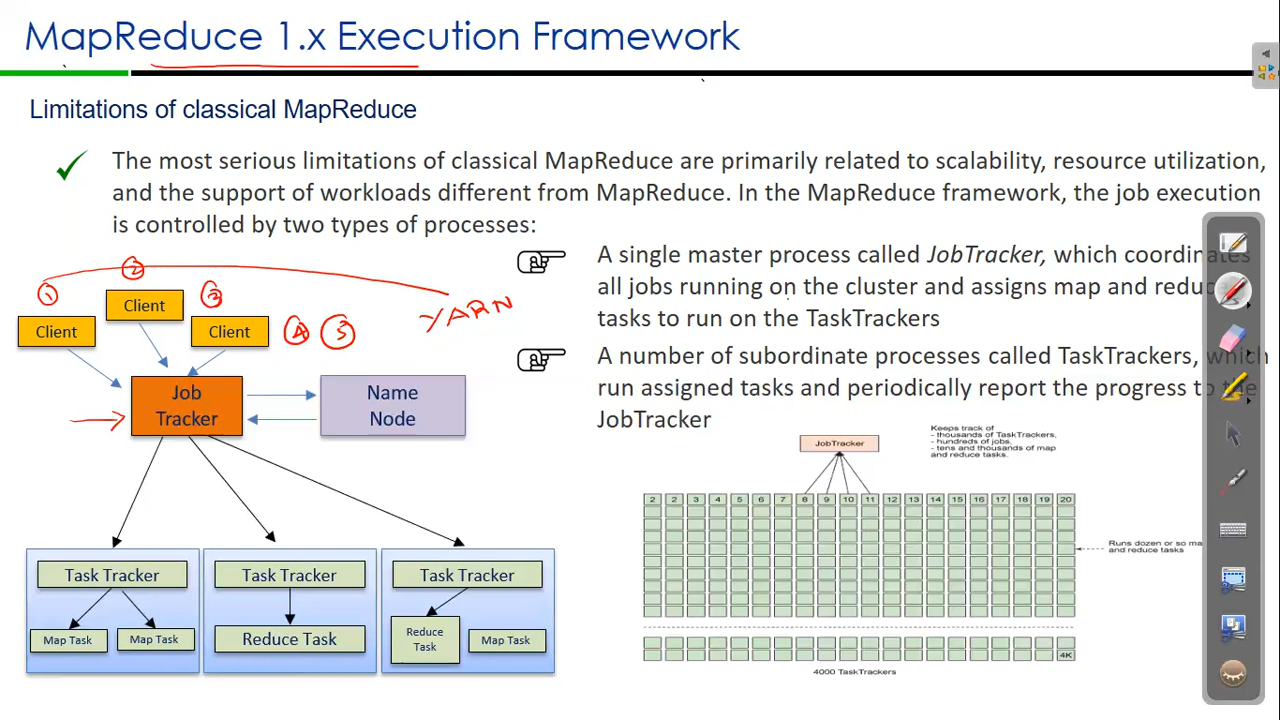 MapReduce 1.x Execution Framework
Limitations of classical MapReduce
The most serious limitations of classical MapReduce are primarily related to scalability, resource utilization,
and the support of workloads different from MapReduce. In the MapReduce framework, the job execution
is controlled by two types of processes:
A single master process called JobTracker, which coordinates
all jobs running on the cluster and assigns map and reduc
tasks to run on the TaskTrackers
A number of subordinate processes called TaskTrackers, which
run assigned tasks and periodically report the progress to the
JobTracker
1
2
3
4
5
YARN
Client
Client
Client
Job
Tracker
Name
Node
Task Tracker
Map Task
Map Task
Task Tracker
Reduce Task
Task Tracker
Reduce
Task
Map Task
JobTracker
Keeps track of
- thousands of TaskTrackers,
- hundreds of jobs,
- tens and thousands of map
and reduce tasks.
2 2 3 4 5 6 7 8 9 10 11 12 13 14 15 16 17 18 19 20
Runs dozen or so ma
and reduce tasks
4K
4000 TaskTrackers